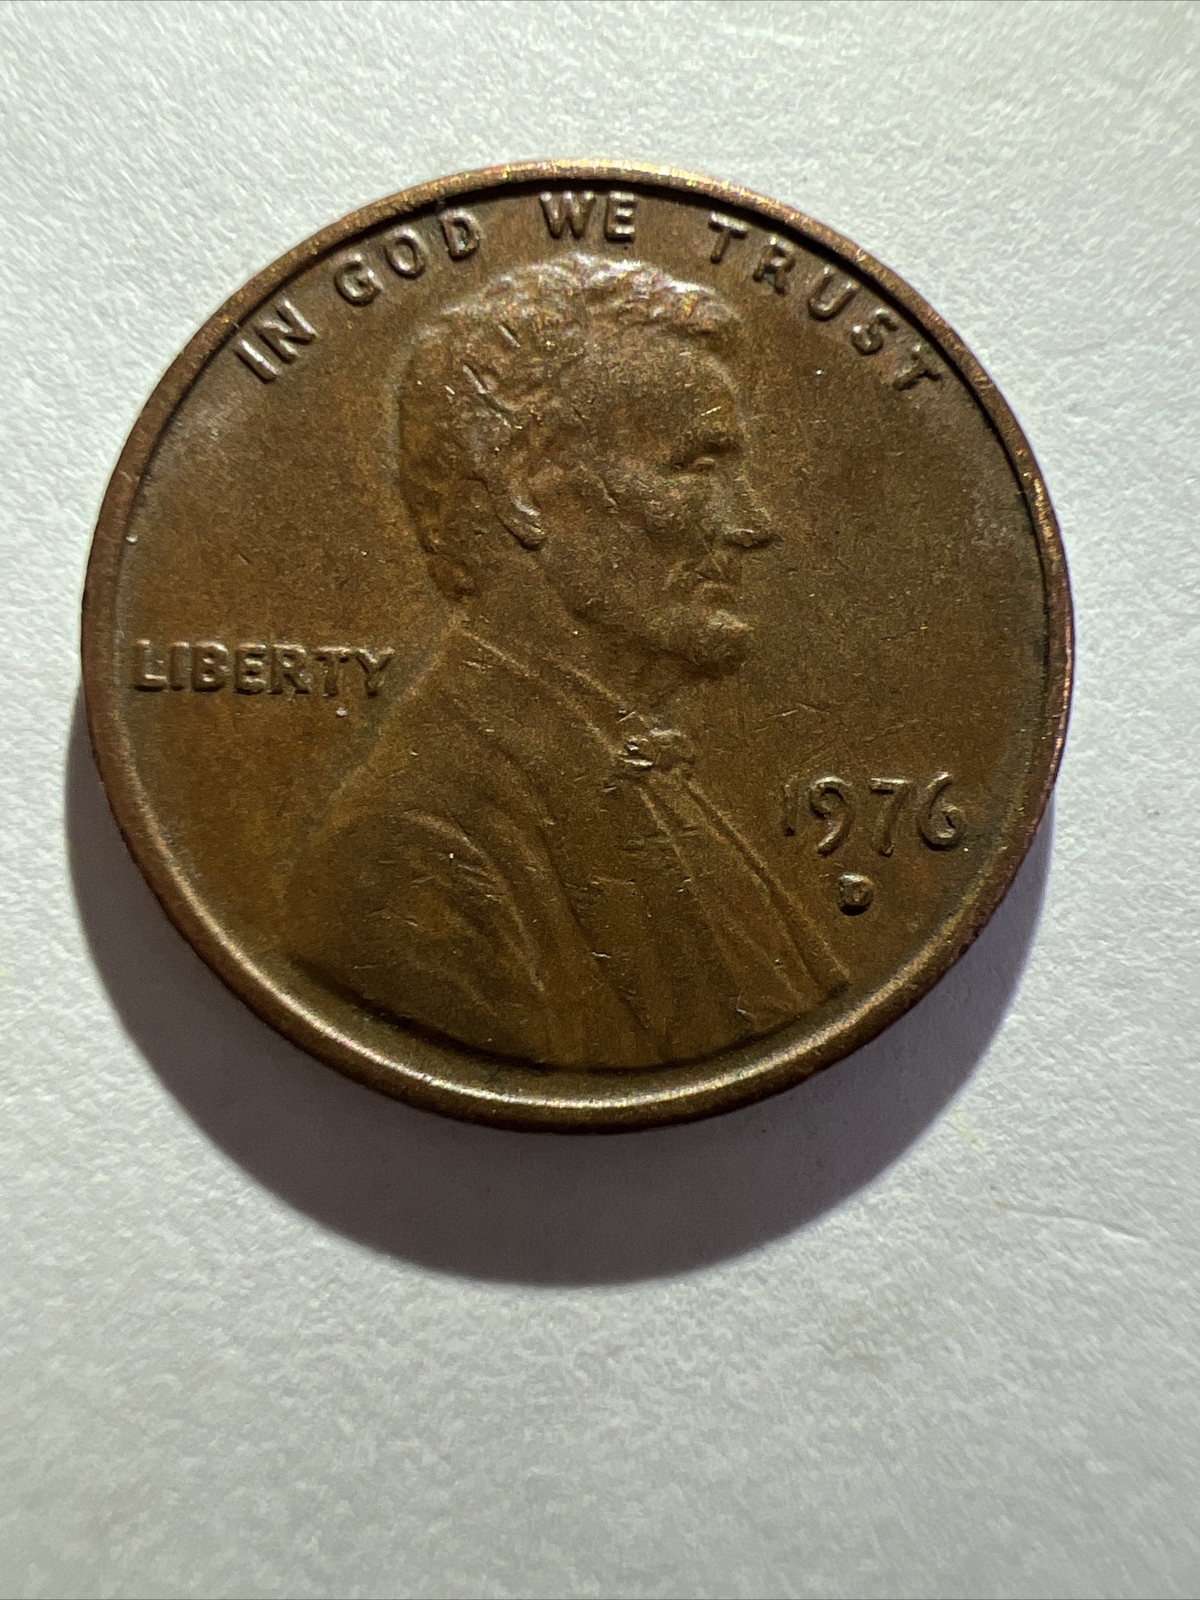 IN GOD WE TRUST
LIBERTY
1976
D